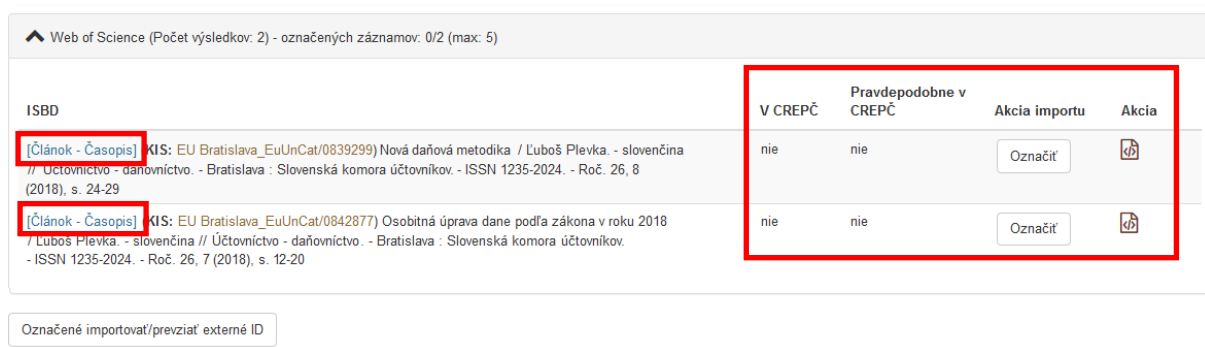 Web of Science (Počet výsledkov: 2) - označených záznamov: 0/2 (max: 5)
ISBD V CREPČ Pravdepodobne v CREPČ Akcia importu Akcia
[Článok - Časopis] (KIS: EU Bratislava_EuUnCat/0839299) Nová daňová metodika / Ľuboš Plevka. - slovenčina nie nie Označiť
// Účtovníctvo - daňovníctvo. - Bratislava : Slovenská komora účtovníkov. - ISSN 1235-2024. - Roč. 26, 8
(2018), s. 24-29
[Článok - Časopis] (KIS: EU Bratislava_EuUnCat/0842877) Osobitná úprava dane podľa zákona v roku 2018 nie nie Označiť
/ Ľuboš Plevka. - slovenčina // Účtovníctvo - daňovníctvo. - Bratislava : Slovenská komora účtovníkov.
- ISSN 1235-2024. - Roč. 26, 7 (2018), s. 12-20
Označené importovať/prevziať externé ID